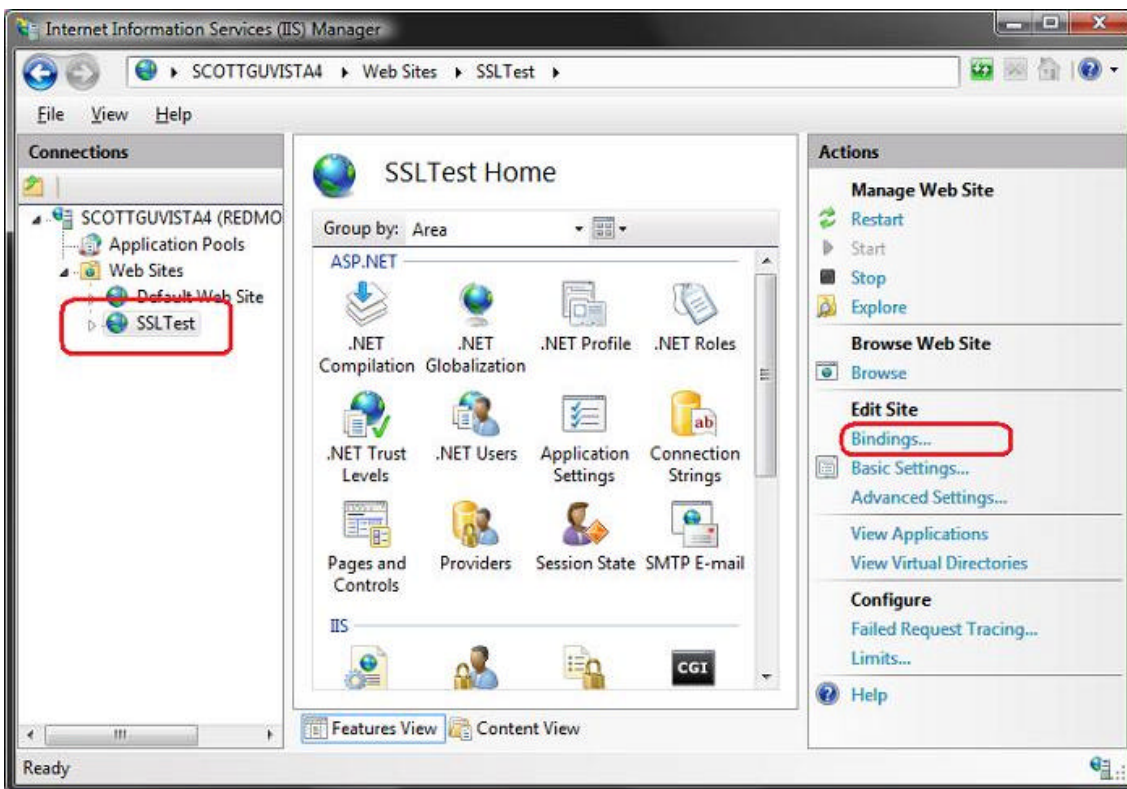 Internet Information Services (IIS) Manager
SCOTTGUVISTA4 Web Sites SSLTest
File View Help
Connections
SCOTTGUVISTA4 (REDMO
Application Pools
Web Sites
Default Web Site
SSLTest
SSLTest Home
Group by: Area
ASP.NET
.NET Compilation
.NET Globalization
.NET Profile
.NET Roles
.NET Trust Levels
.NET Users
Application Settings
Connection Strings
ab
Pages and Controls
Providers
Session State
SMTP E-mail
IIS
CGI
Features View
Content View
Actions
Manage Web Site
Restart
Start
Stop
Explore
Browse Web Site
Browse
Edit Site
Bindings...
Basic Settings...
Advanced Settings...
View Applications
View Virtual Directories
Configure
Failed Request Tracing...
Limits...
Help
Ready